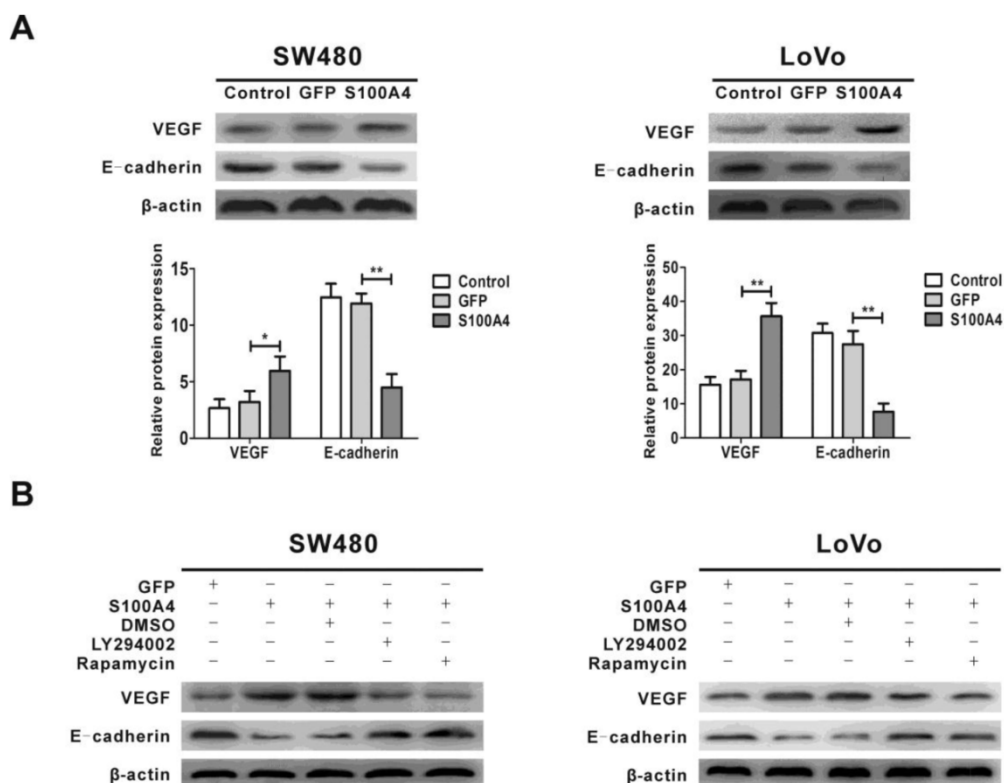 A
SW480
Control GFP S100A4
VEGF
E-cadherin
β-actin
Relative protein expression
15
10
5
0
**
*
VEGF E-cadherin
Control
GFP
S100A4
LoVo
Control GFP S100A4
VEGF
E-cadherin
β-actin
Relative protein expression
50
40
30
20
10
0
**
**
VEGF E-cadherin
Control
GFP
S100A4
B
SW480
GFP + − − − −
S100A4 − + + + +
DMSO − − + − −
LY294002 − − − + −
Rapamycin − − − − +
VEGF
E-cadherin
β-actin
LoVo
GFP + − − − −
S100A4 − + + + +
DMSO − − + − −
LY294002 − − − + −
Rapamycin − − − − +
VEGF
E-cadherin
β-actin